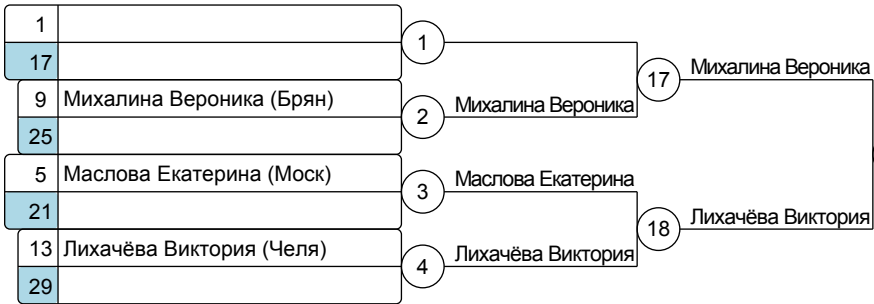 1
17
1
9 Михалина Вероника (Брян)
25
2
Михалина Вероника
17
Михалина Вероника
5 Маслова Екатерина (Моск)
21
3
Маслова Екатерина
13 Лихачёва Виктория (Челя)
29
4
Лихачёва Виктория
18
Лихачёва Виктория